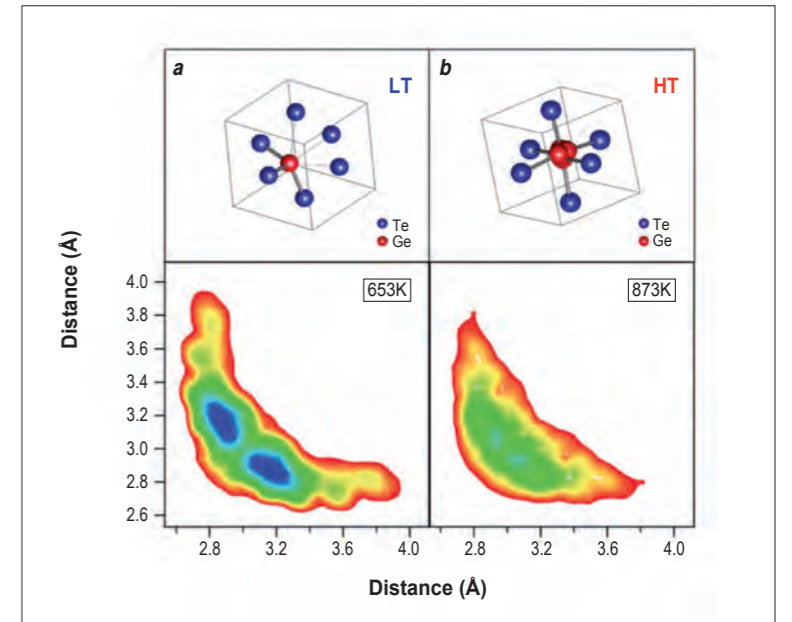 a
LT
b
HT
Te
Ge
Te
Ge
Distance (Å)
4.0
3.8
3.6
3.4
3.2
3.0
2.8
2.6
653K
873K
2.8 3.2 3.6 4.0
2.8 3.2 3.6 4.0
Distance (Å)